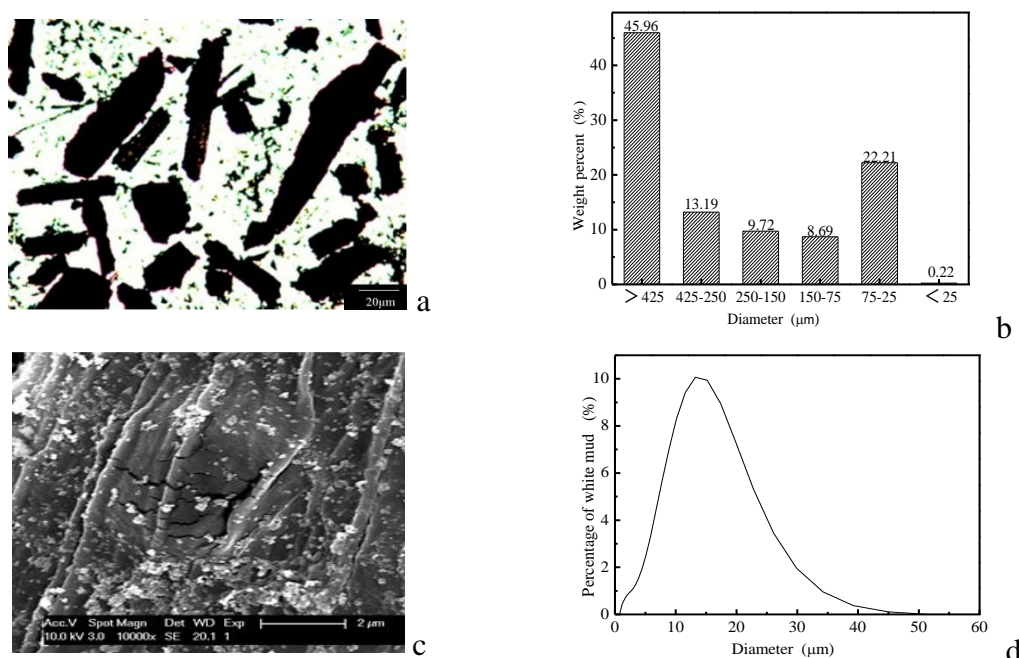 20μm
a
45.96
13.19
9.72
8.69
22.21
0.22
Weight percent (%)
40
30
20
10
0
>425 425-250 250-150 150-75 75-25 <25
Diameter (μm)
b
Acc.V Spot Magn Det WD Exp 2 μm
10.0 kV 3.0 10000x SE 20.1 1
c
Percentage of white mud (%)
10
8
6
4
2
0
0 10 20 30 40 50 60
Diameter (μm)
d